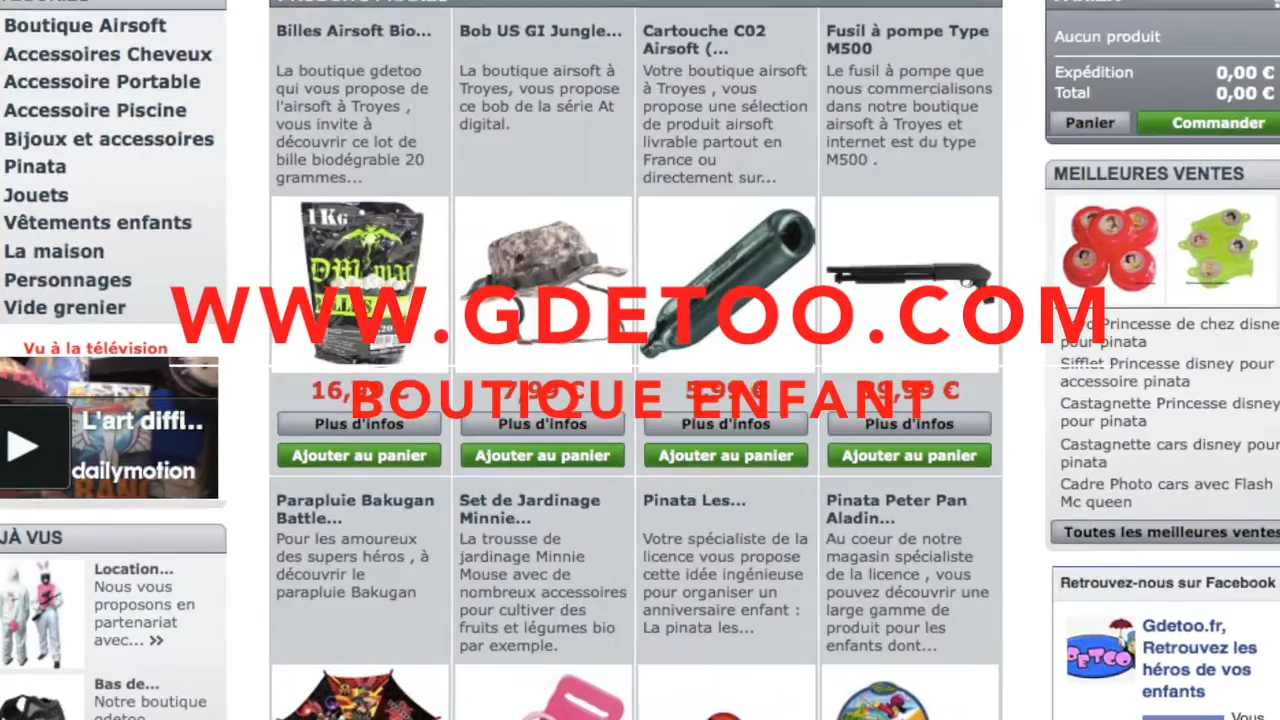 Boutique Airsoft
Accessoires Cheveux
Accessoire Portable
Accessoire Piscine
Bijoux et accessoires
Pinata
Jouets
Vêtements enfants
La maison
Personnages
Vide grenier
Vu à la télévision
L'art diffi..
dailymotion
JÀ VUS
Location...
Nous vous
proposons en
partenariat
avec... »
Bas de...
Notre boutique
gdetoo
Billes Airsoft Bio...
La boutique gdetoo
qui vous propose de
l'airsoft à Troyes ,
vous invite à
découvrir ce lot de
bille biodégrable 20
grammes...
1Kg
Plus d'infos
Ajouter au panier
Bob US GI Jungle...
La boutique airsoft à
Troyes, vous propose
ce bob de la série At
digital.
7,99 €
Plus d'infos
Ajouter au panier
Cartouche C02
Airsoft (...
Votre boutique airsoft
à Troyes , vous
propose une sélection
de produit airsoft
livrable partout en
France ou
directement sur...
5,99 €
Plus d'infos
Ajouter au panier
Fusil à pompe Type
M500
Le fusil à pompe que
nous commercialisons
dans notre boutique
airsoft à Troyes et
internet est du type
M500 .
Plus d'infos
Ajouter au panier
WWW.GDETOO.COM
BOUTIQUE ENFANT
Parapluie Bakugan
Battle...
Pour les amoureux
des supers héros , à
découvrir le
parapluie Bakugan
Set de Jardinage
Minnie...
La trousse de
jardinage Minnie
Mouse avec de
nombreux accessoires
pour cultiver des
fruits et légumes bio
par exemple.
Pinata Les...
Votre spécialiste de la
licence vous propose
cette idée ingénieuse
pour organiser un
anniversaire enfant :
La pinata les...
Pinata Peter Pan
Aladin...
Au coeur de notre
magasin spécialiste
de la licence , vous
pouvez découvrir une
large gamme de
produit pour les
enfants dont...
Aucun produit
Expédition 0,00 €
Total 0,00 €
Panier Commander
MEILLEURES VENTES
Princesse de chez disne
pour pinata
Sifflet Princesse disney pour
accessoire pinata
Castagnette Princesse disney
pour pinata
Castagnette cars disney pour
pinata
Cadre Photo cars avec Flash
Mc queen
Toutes les meilleures ventes
Retrouvez-nous sur Facebook
Gdetoo.fr,
Retrouvez les
héros de vos
enfants
Vous